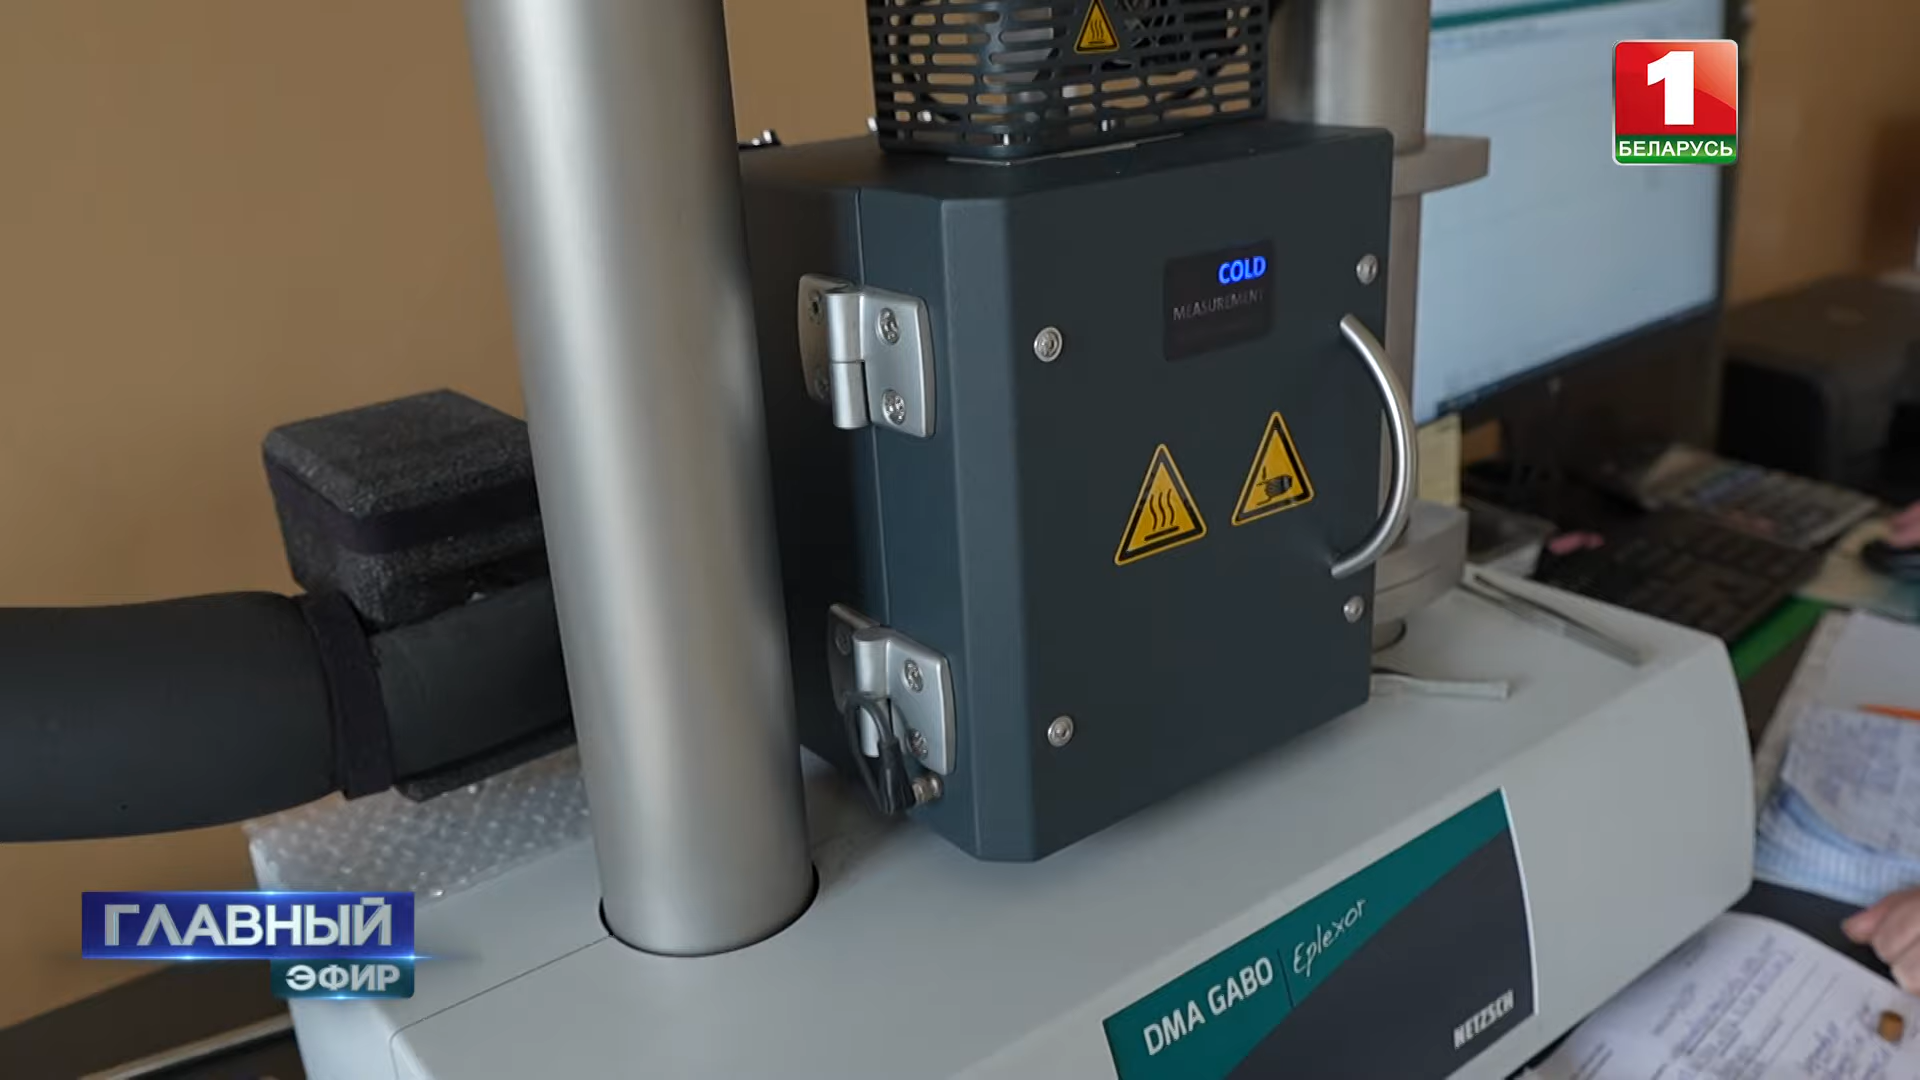 1
БЕЛАРУСЬ
COLD
MEASUREMENT
ГЛАВНЫЙ
ЭФИР
DMA GABO Eplexor
NETZSCH